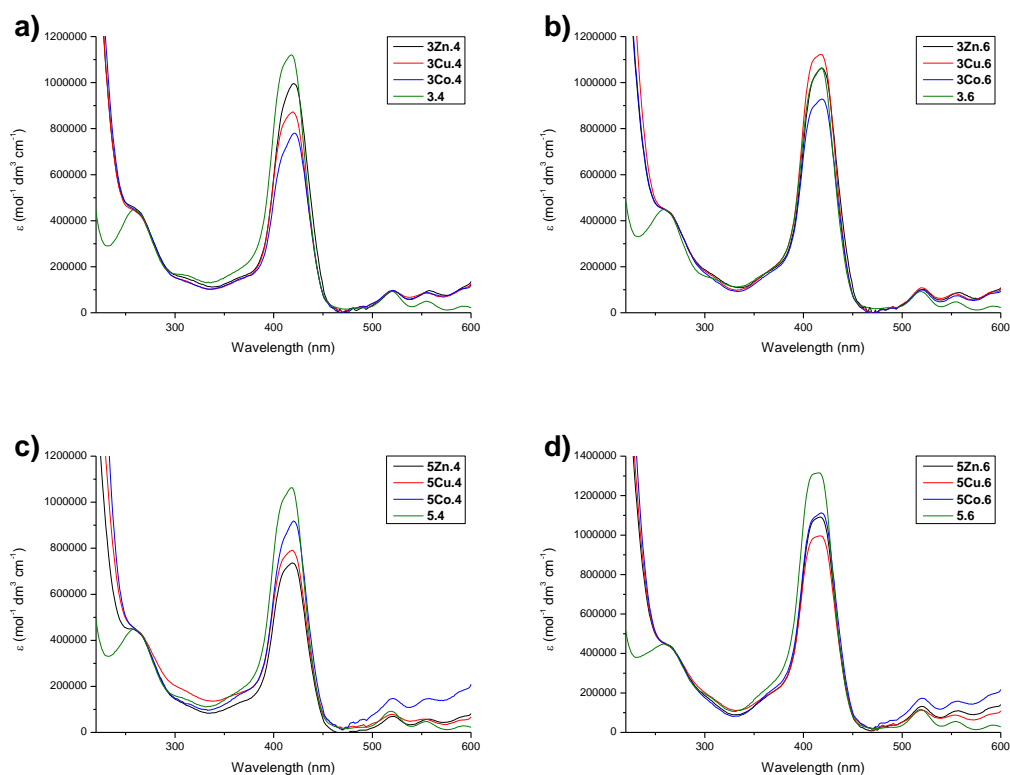 a)
1200000
1000000
800000
600000
400000
200000
0
ε (mol⁻¹ dm³ cm⁻¹)
3Zn.4
3Cu.4
3Co.4
3.4
300 400 500 600
Wavelength (nm)
b)
1200000
1000000
800000
600000
400000
200000
0
ε (mol⁻¹ dm³ cm⁻¹)
3Zn.6
3Cu.6
3Co.6
3.6
300 400 500 600
Wavelength (nm)
c)
1200000
1000000
800000
600000
400000
200000
0
ε (mol⁻¹ dm³ cm⁻¹)
5Zn.4
5Cu.4
5Co.4
5.4
300 400 500 600
Wavelength (nm)
d)
1400000
1200000
1000000
800000
600000
400000
200000
0
ε (mol⁻¹ dm³ cm⁻¹)
5Zn.6
5Cu.6
5Co.6
5.6
300 400 500 600
Wavelength (nm)